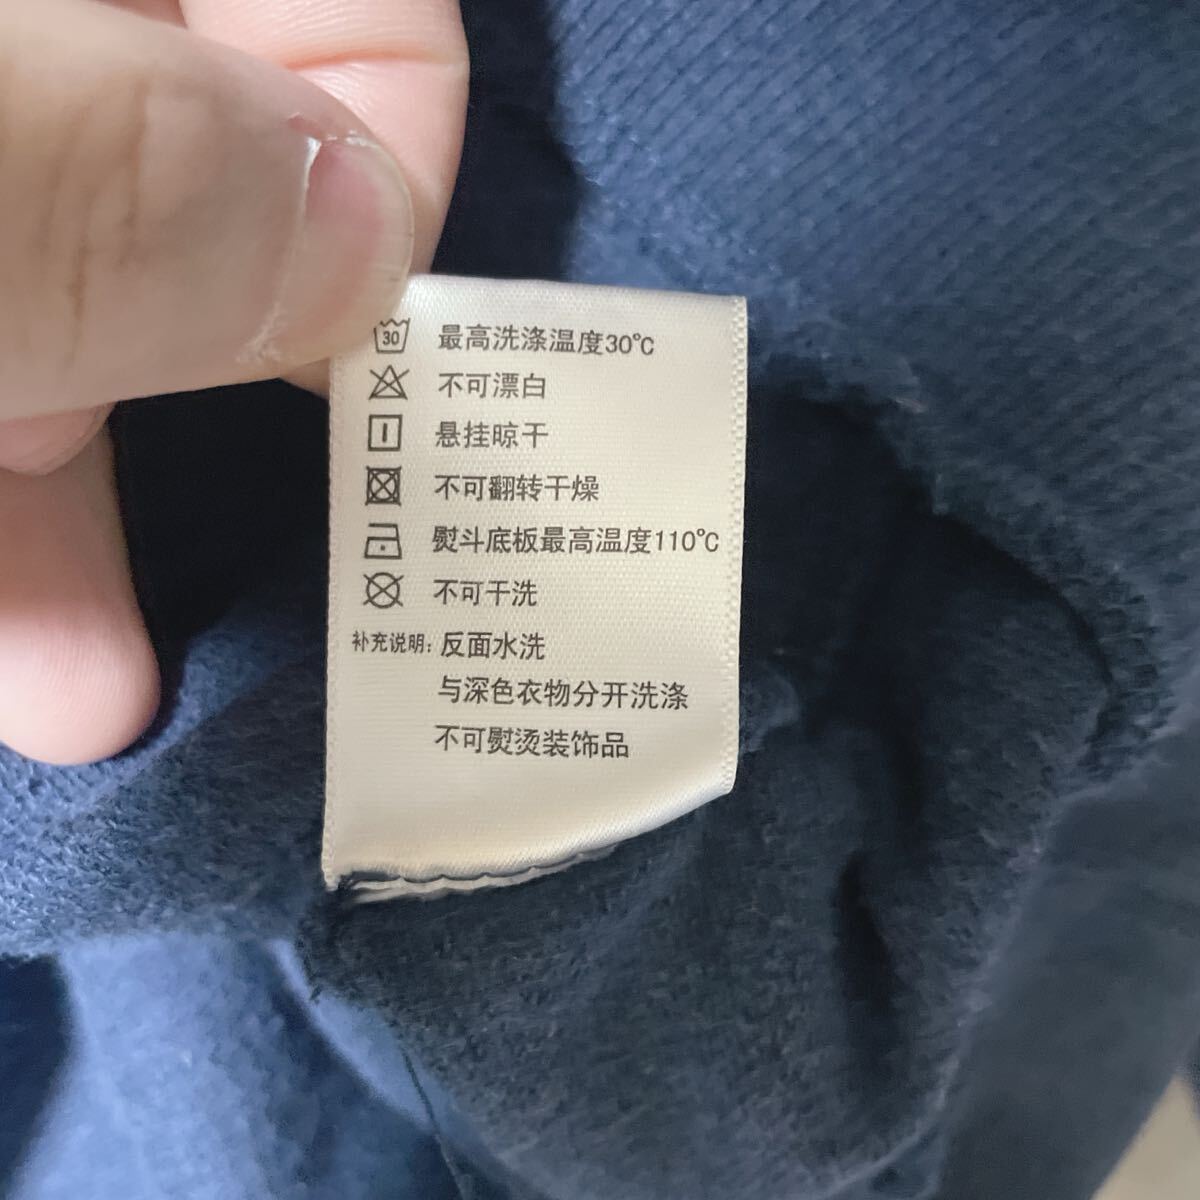 30 最高洗涤温度30℃
不可漂白
悬挂晾干
不可翻转干燥
熨斗底板最高温度110℃
不可干洗
补充说明: 反面水洗
与深色衣物分开洗涤
不可熨烫装饰品